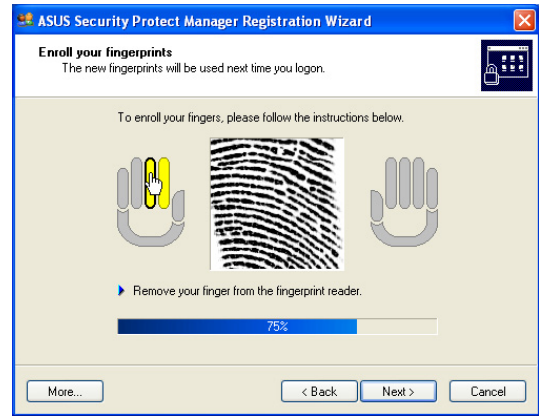 ASUS Security Protect Manager Registration Wizard
Enroll your fingerprints
The new fingerprints will be used next time you logon.
To enroll your fingers, please follow the instructions below.
Remove your finger from the fingerprint reader.
75%
More... < Back Next > Cancel